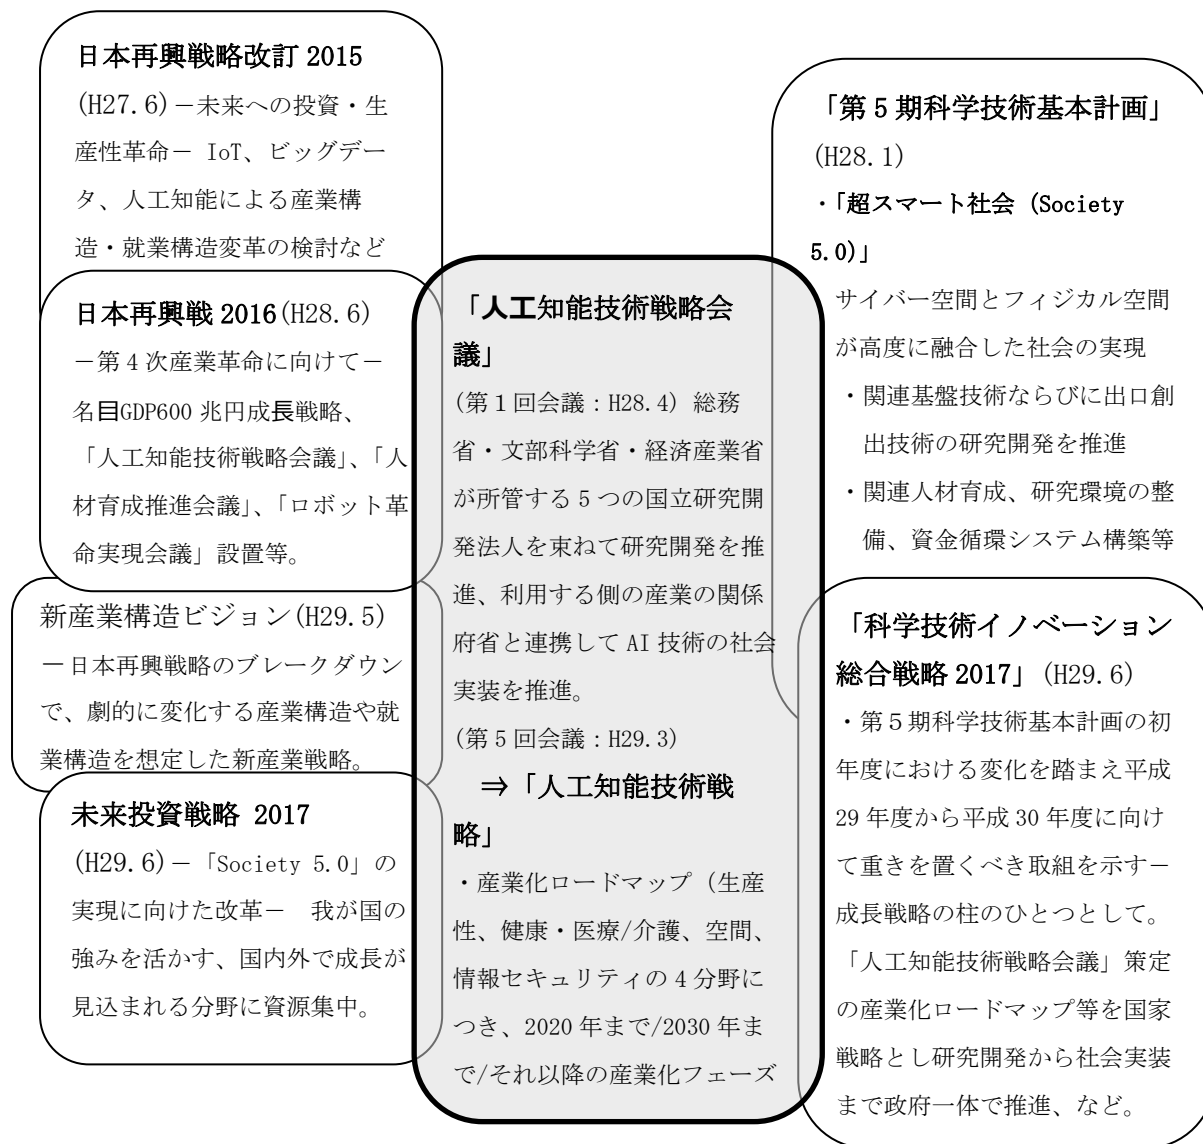 日本再興戦略改訂 2015
(H27.6)－未来への投資・生
産性革命－ IoT、ビッグデー
タ、人工知能による産業構
造・就業構造変革の検討など
日本再興戦 2016(H28.6)
－第４次産業革命に向けて－
名目GDP600 兆円成長戦略、
「人工知能技術戦略会議」、「人
材育成推進会議」、「ロボット革
命実現会議」設置等。
新産業構造ビジョン(H29.5)
－日本再興戦略のブレークダウン
で、劇的に変化する産業構造や就
業構造を想定した新産業戦略。
未来投資戦略 2017
(H29.6)－「Society 5.0」の
実現に向けた改革－　我が国の
強みを活かす、国内外で成長が
見込まれる分野に資源集中。
「人工知能技術戦略会
議」
(第１回会議：H28.4) 総務
省・文部科学省・経済産業省
が所管する 5 つの国立研究開
発法人を束ねて研究開発を推
進、利用する側の産業の関係
府省と連携して AI 技術の社会
実装を推進。
(第 5 回会議：H29.3)
⇒「人工知能技術戦
略」
・産業化ロードマップ（生産
性、健康・医療/介護、空間、
情報セキュリティの 4 分野に
つき、2020 年まで/2030 年ま
で/それ以降の産業化フェーズ
「第 5 期科学技術基本計画」
(H28.1)
・「超スマート社会 (Society
5.0)」
サイバー空間とフィジカル空間
が高度に融合した社会の実現
・関連基盤技術ならびに出口創
出技術の研究開発を推進
・関連人材育成、研究環境の整
備、資金循環システム構築等
「科学技術イノベーション
総合戦略 2017」(H29.6)
・第５期科学技術基本計画の初
年度における変化を踏まえ平成
29 年度から平成 30 年度に向け
て重きを置くべき取組を示す－
成長戦略の柱のひとつとして。
「人工知能技術戦略会議」策定
の産業化ロードマップ等を国家
戦略とし研究開発から社会実装
まで政府一体で推進、など。